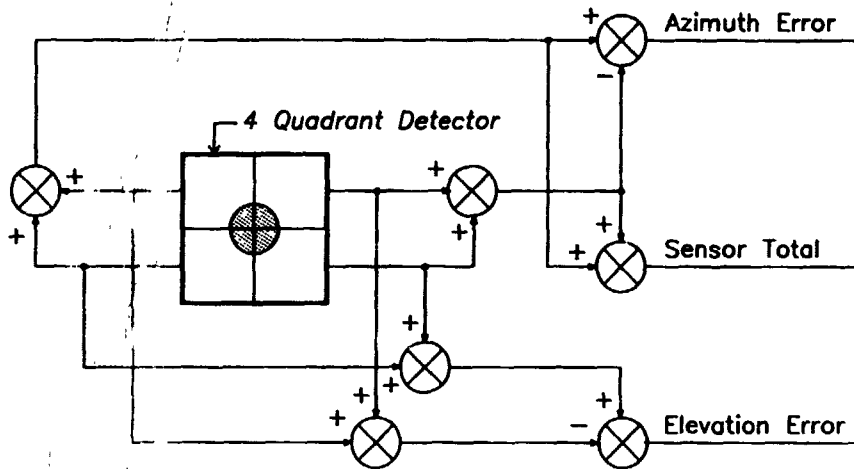 + Azimuth Error
−
4 Quadrant Detector
+ +
+ +
+
+ Sensor Total
+
+
+
+ +
− Elevation Error